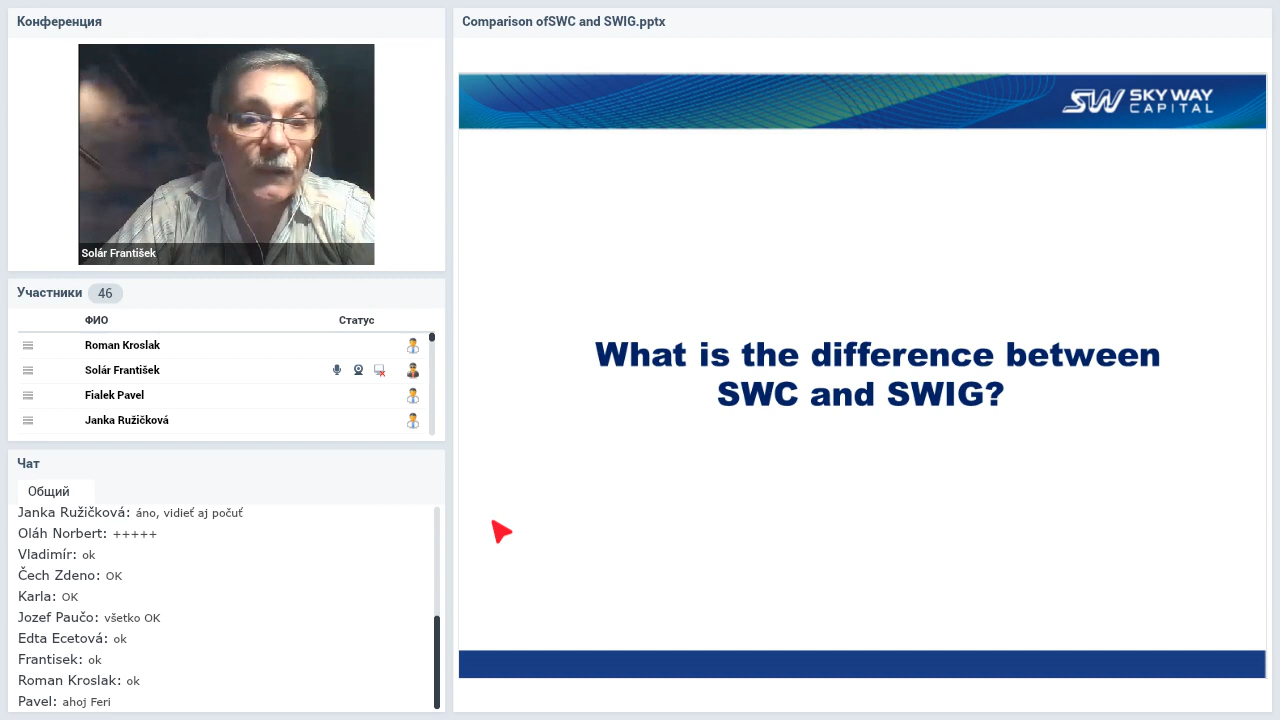 Конференция
Solár František
Участники 46
ФИО Статус
Roman Kroslak
Solár František
Fialek Pavel
Janka Ružičková
Чат
Общий
Janka Ružičková: áno, vidieť aj počuť
Oláh Norbert: +++++
Vladimír: ok
Čech Zdeno: OK
Karla: OK
Jozef Paučo: všetko OK
Edta Ecetová: ok
Frantisek: ok
Roman Kroslak: ok
Pavel: ahoj Feri
Comparison ofSWC and SWIG.pptx
SW SKY WAY
CAPITAL
What is the difference between
SWC and SWIG?